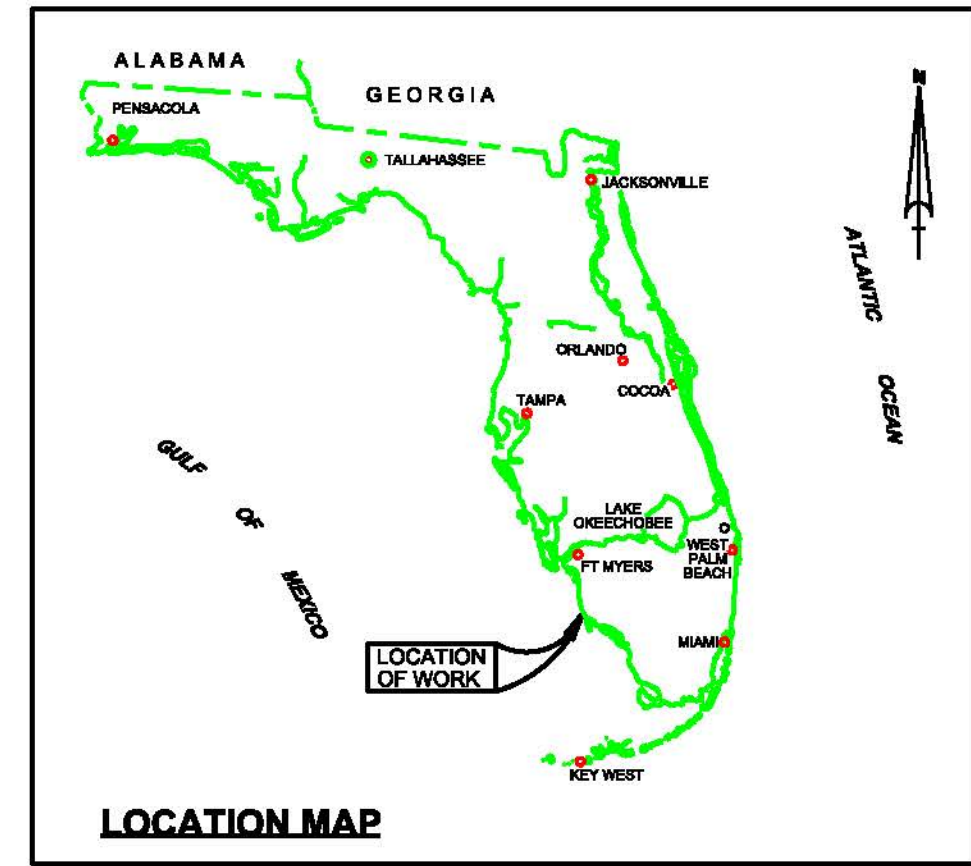 ALABAMA
GEORGIA
N
PENSACOLA
TALLAHASSEE
JACKSONVILLE
ATLANTIC
OCEAN
ORLANDO
COCOA
TAMPA
GULF
OF
MEXICO
LAKE
OKEECHOBEE
WEST
PALM
BEACH
FT MYERS
MIAMI
LOCATION
OF WORK
KEY WEST
LOCATION MAP